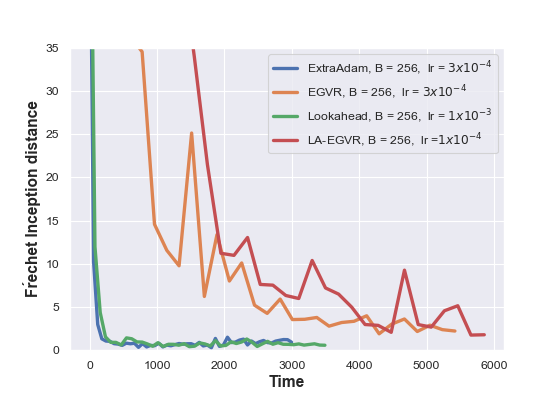 35
30
25
20
15
10
5
0
Fŕechet Inception distance
ExtraAdam, B = 256, lr = 3x10⁻⁴
EGVR, B = 256, lr = 3x10⁻⁴
Lookahead, B = 256, lr = 1x10⁻³
LA-EGVR, B = 256, lr =1x10⁻⁴
0 1000 2000 3000 4000 5000 6000
Time